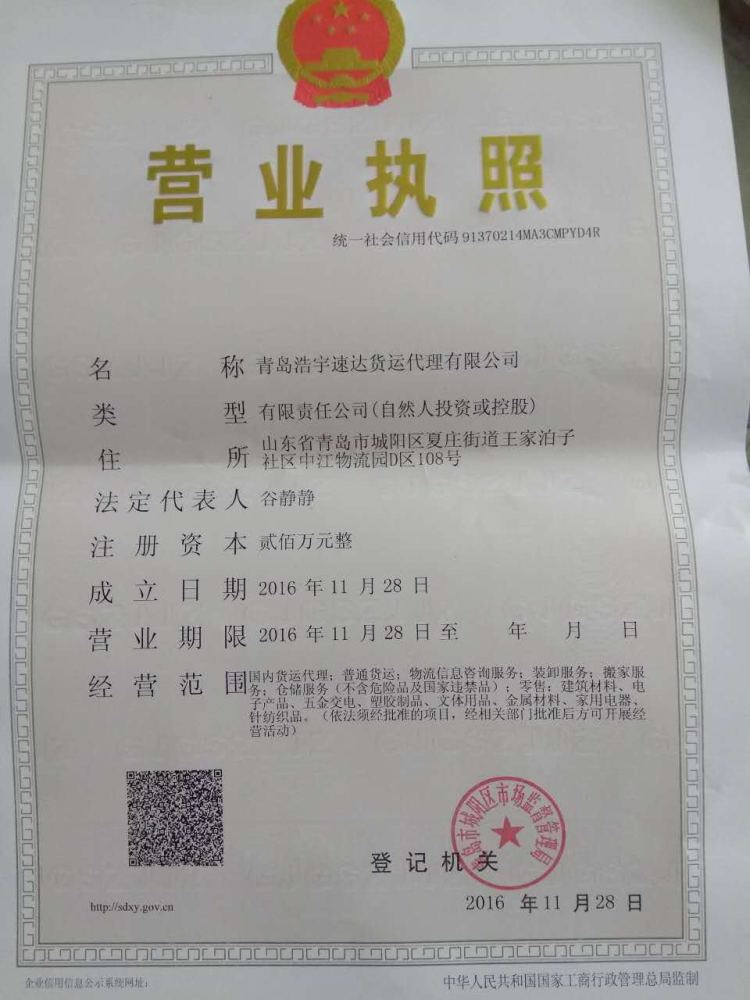 营业执照
统一社会信用代码 91370214MA3CMPYD4R
名称 青岛浩宇速达货运代理有限公司
类型 有限责任公司(自然人投资或控股)
住所 山东省青岛市城阳区夏庄街道王家泊子
社区中江物流园D区108号
法定代表人 谷静静
注册资本 贰佰万元整
成立日期 2016 年 11 月 28 日
营业期限 2016 年 11 月 28 日 至 年 月 日
经营范围 国内货运代理；普通货运；物流信息咨询服务；装卸服务；搬家服
务；仓储服务（不含危险品及国家违禁品）；零售：建筑材料、电
子产品、五金交电、塑胶制品、文体用品、金属材料、家用电器、
针纺织品。（依法须经批准的项目，经相关部门批准后方可开展经
营活动）
青岛市城阳区市场监督管理局
登记机关
http://sdxy.gov.cn
2016 年 11 月 28 日
企业信用信息公示系统网址：
中华人民共和国国家工商行政管理总局监制